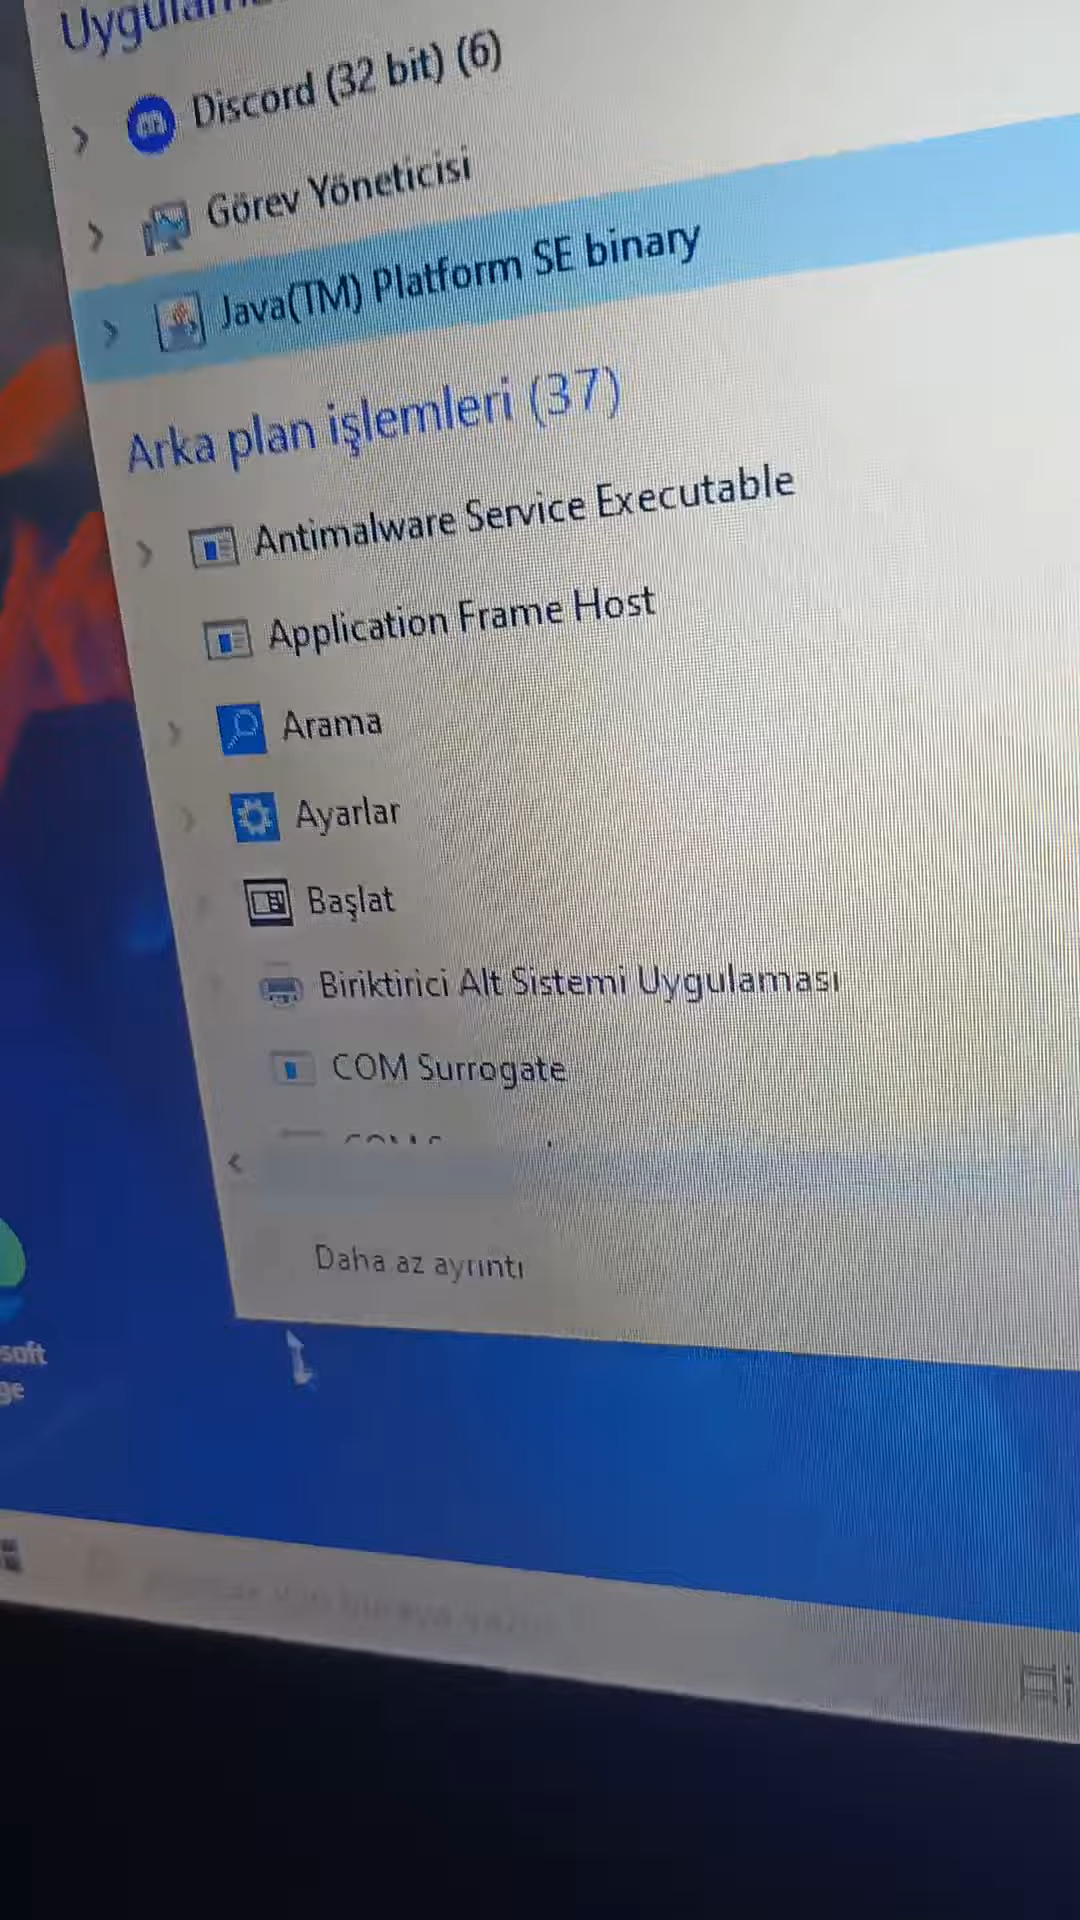 Discord (32 bit) (6)
Görev Yöneticisi
Java(TM) Platform SE binary
Arka plan işlemleri (37)
Antimalware Service Executable
Application Frame Host
Arama
Ayarlar
Başlat
Biriktirici Alt Sistemi Uygulaması
COM Surrogate
Daha az ayrıntı